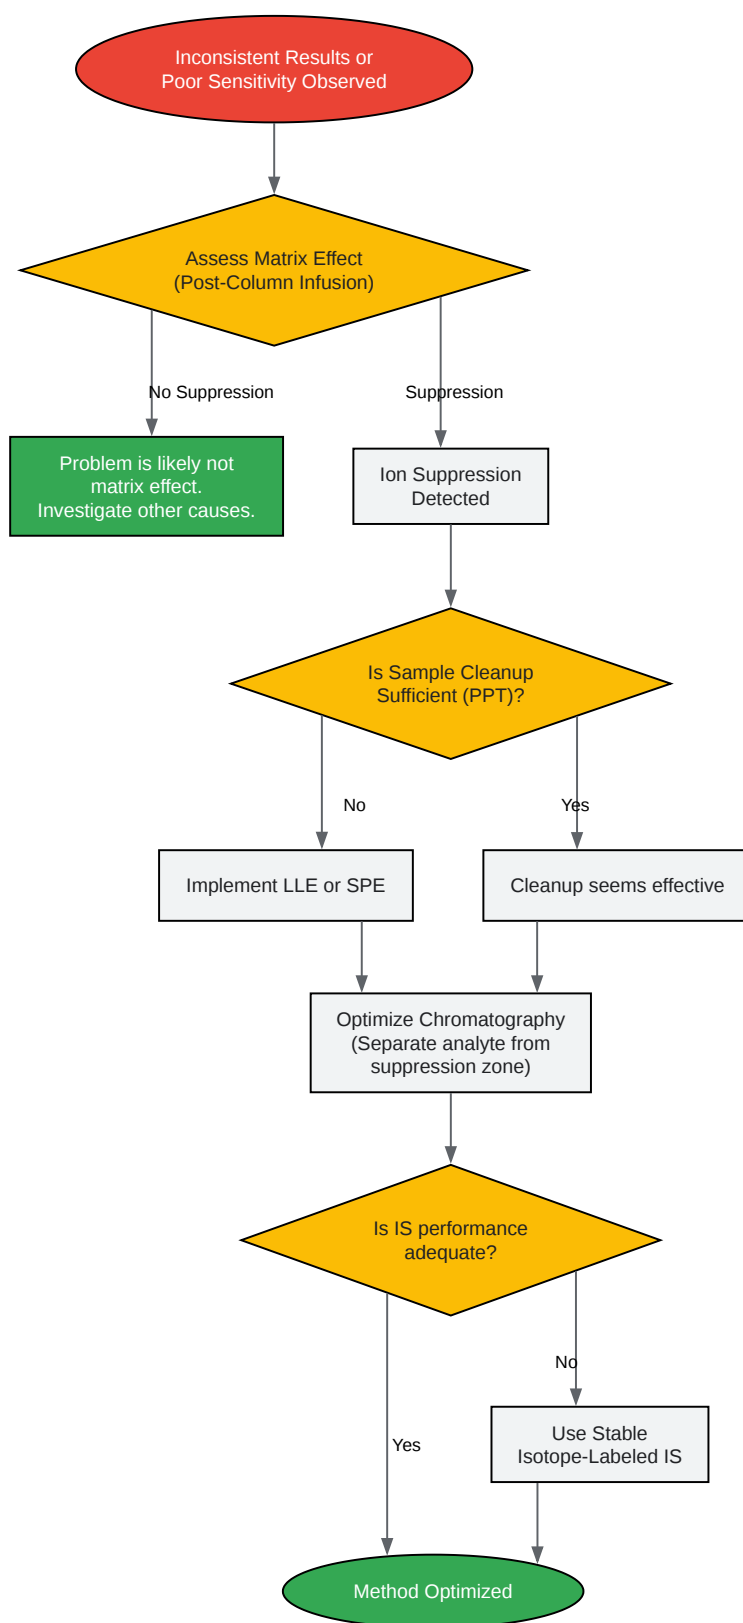 Inconsistent Results or
Poor Sensitivity Observed
Assess Matrix Effect
(Post-Column Infusion)
No Suppression
Suppression
Problem is likely not
matrix effect.
Investigate other causes.
Ion Suppression
Detected
Is Sample Cleanup
Sufficient (PPT)?
No
Yes
Implement LLE or SPE
Cleanup seems effective
Optimize Chromatography
(Separate analyte from
suppression zone)
Is IS performance
adequate?
No
Use Stable
Isotope-Labeled IS
Yes
Method Optimized